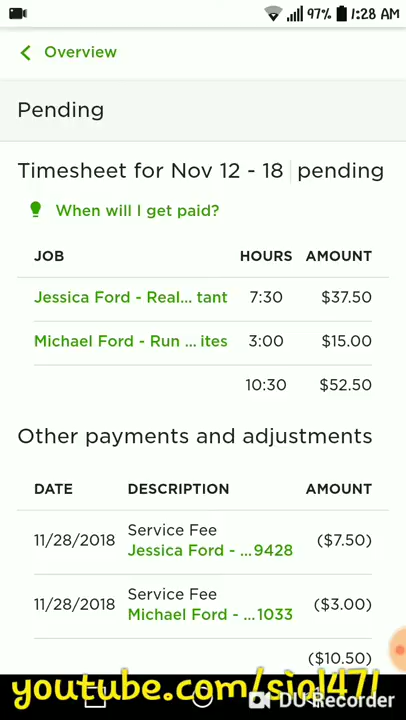 97% 1:28 AM
Overview
Pending
Timesheet for Nov 12 - 18 pending
When will I get paid?
JOB HOURS AMOUNT
Jessica Ford - Real... tant 7:30 $37.50
Michael Ford - Run ... ites 3:00 $15.00
10:30 $52.50
Other payments and adjustments
DATE DESCRIPTION AMOUNT
11/28/2018 Service Fee ($7.50)
Jessica Ford - ...9428
11/28/2018 Service Fee ($3.00)
Michael Ford - ...1033
($10.50)
youtube.com/sio1471
DU Recorder